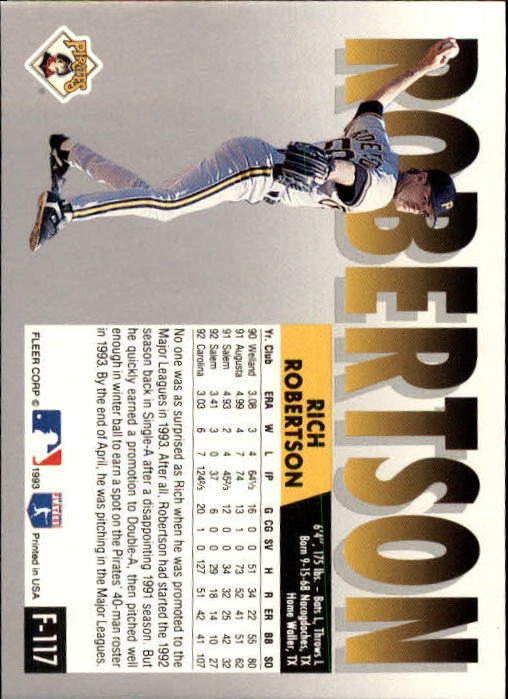 ROBERTSON
PIRATES
RICH
ROBERTSON
6'4", 175 lbs. – Bats L, Throws L
Born 9-15-68 Nacogdoches, TX
Home Waller, TX
Yr. Club ERA W L IP G CG SV H R ER BB SO
90 Welland 3.08 3 4 64⅓ 16 0 0 51 34 22 55 80
91 Augusta 4.99 4 7 74 13 1 0 73 52 41 51 62
91 Salem 4.93 2 4 45⅔ 12 0 0 34 32 25 42 32
92 Salem 3.41 3 0 37 6 0 0 29 18 14 10 27
92 Carolina 3.03 6 7 124⅔ 20 1 0 127 51 42 41 107
No one was as surprised as Rich when he was promoted to the
Major Leagues in 1993. After all, Robertson had started the 1992
season back in Single-A after a disappointing 1991 season. But
he quickly earned a promotion to Double-A, then pitched well
enough in winter ball to earn a spot on the Pirates' 40-man roster
in 1993. By the end of April, he was pitching in the Major Leagues.
FLEER CORP © 1993
Printed in USA
F-117